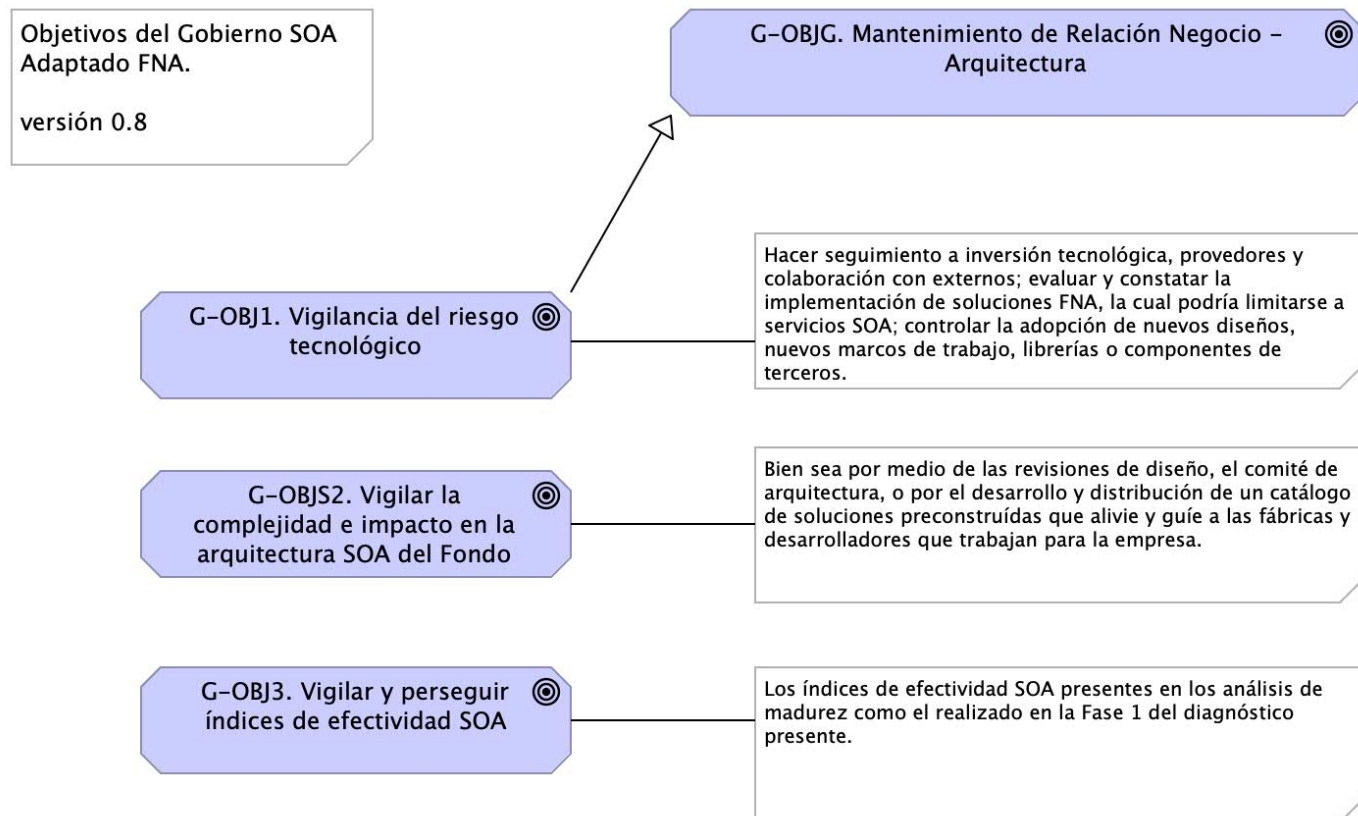 Objetivos del Gobierno SOA
Adaptado FNA.
versión 0.8
G-OBJG. Mantenimiento de Relación Negocio –
Arquitectura
G-OBJ1. Vigilancia del riesgo
tecnológico
Hacer seguimiento a inversión tecnológica, provedores y
colaboración con externos; evaluar y constatar la
implementación de soluciones FNA, la cual podría limitarse a
servicios SOA; controlar la adopción de nuevos diseños,
nuevos marcos de trabajo, librerías o componentes de
terceros.
G-OBJS2. Vigilar la
complejidad e impacto en la
arquitectura SOA del Fondo
Bien sea por medio de las revisiones de diseño, el comité de
arquitectura, o por el desarrollo y distribución de un catálogo
de soluciones preconstruídas que alivie y guíe a las fábricas y
desarrolladores que trabajan para la empresa.
G-OBJ3. Vigilar y perseguir
índices de efectividad SOA
Los índices de efectividad SOA presentes en los análisis de
madurez como el realizado en la Fase 1 del diagnóstico
presente.